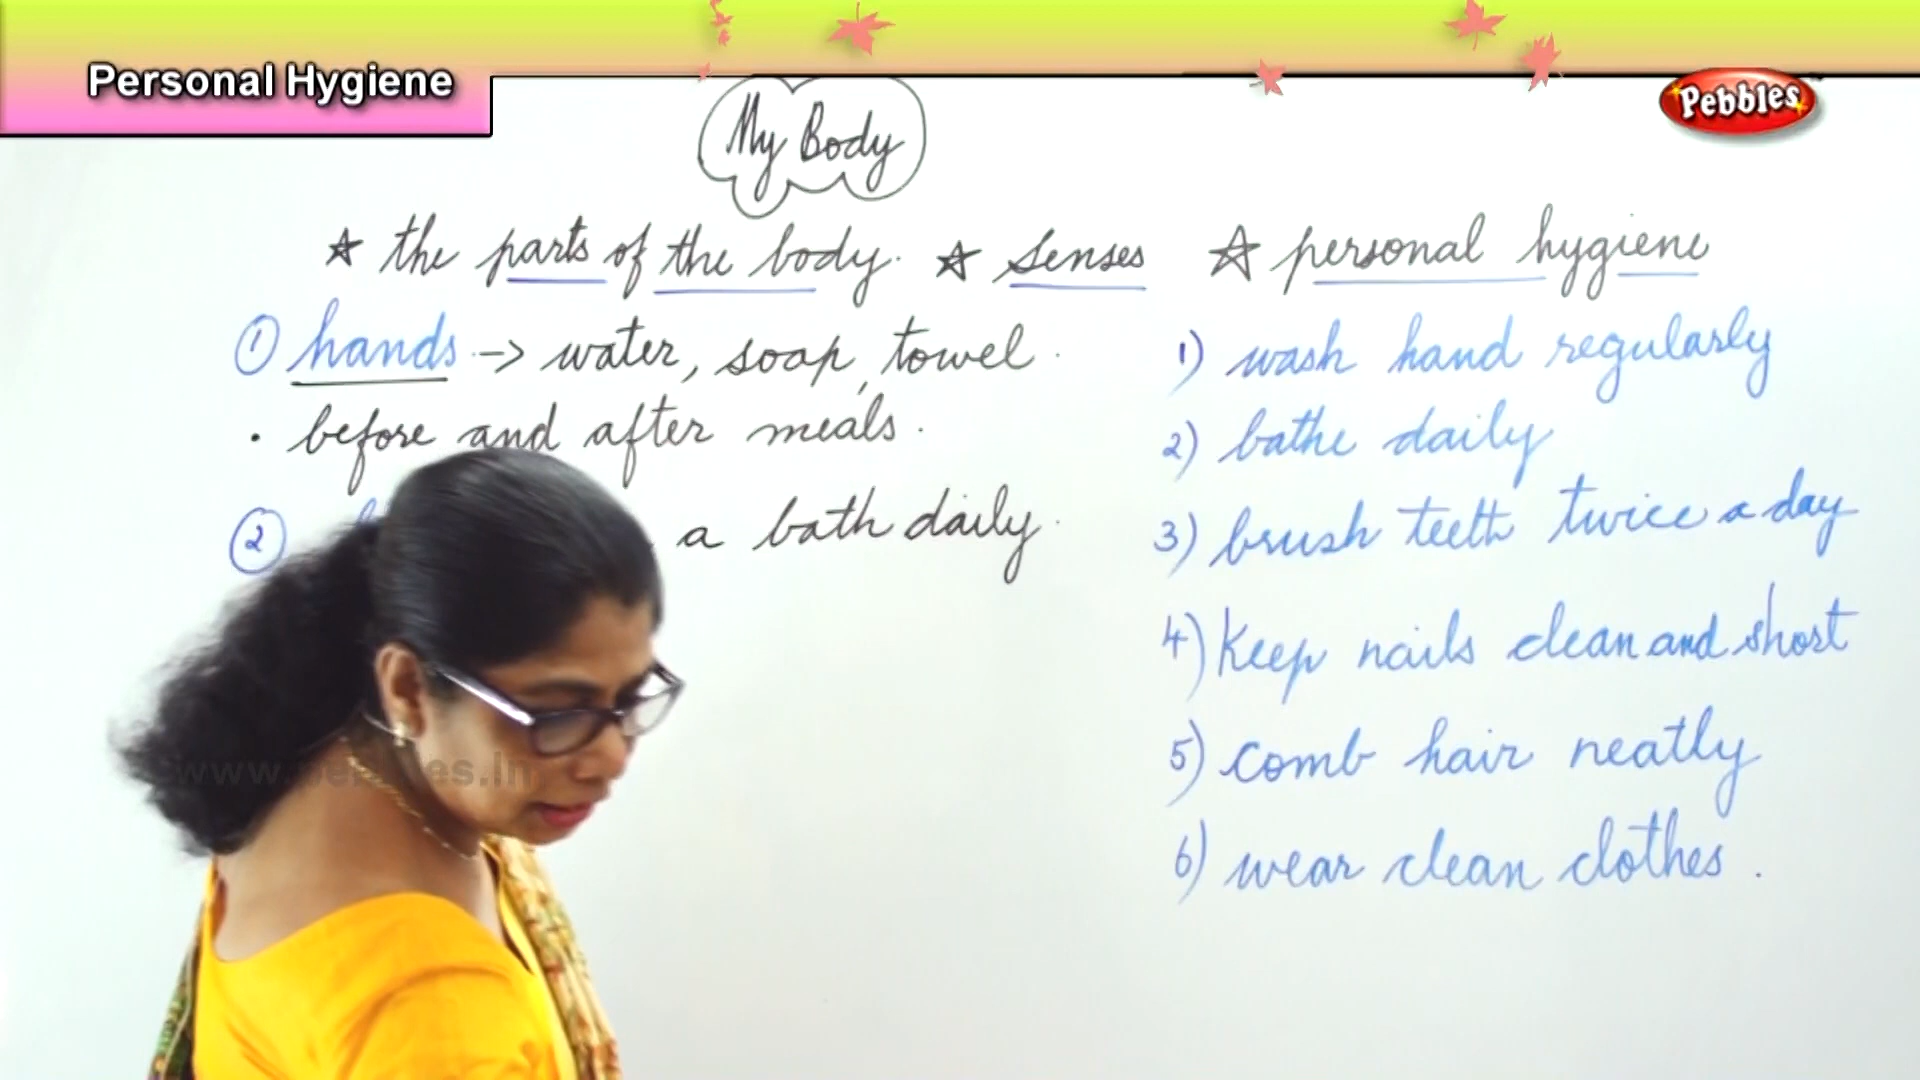 Personal Hygiene
Pebbles
My Body
☆ the parts of the body. ☆ senses ☆ personal hygiene
① hands -> water, soap, towel.
• before and after meals.
② a bath daily.
1) wash hand regularly
2) bathe daily
3) brush teeth twice a day
4) Keep nails clean and short
5) comb hair neatly
6) wear clean clothes.